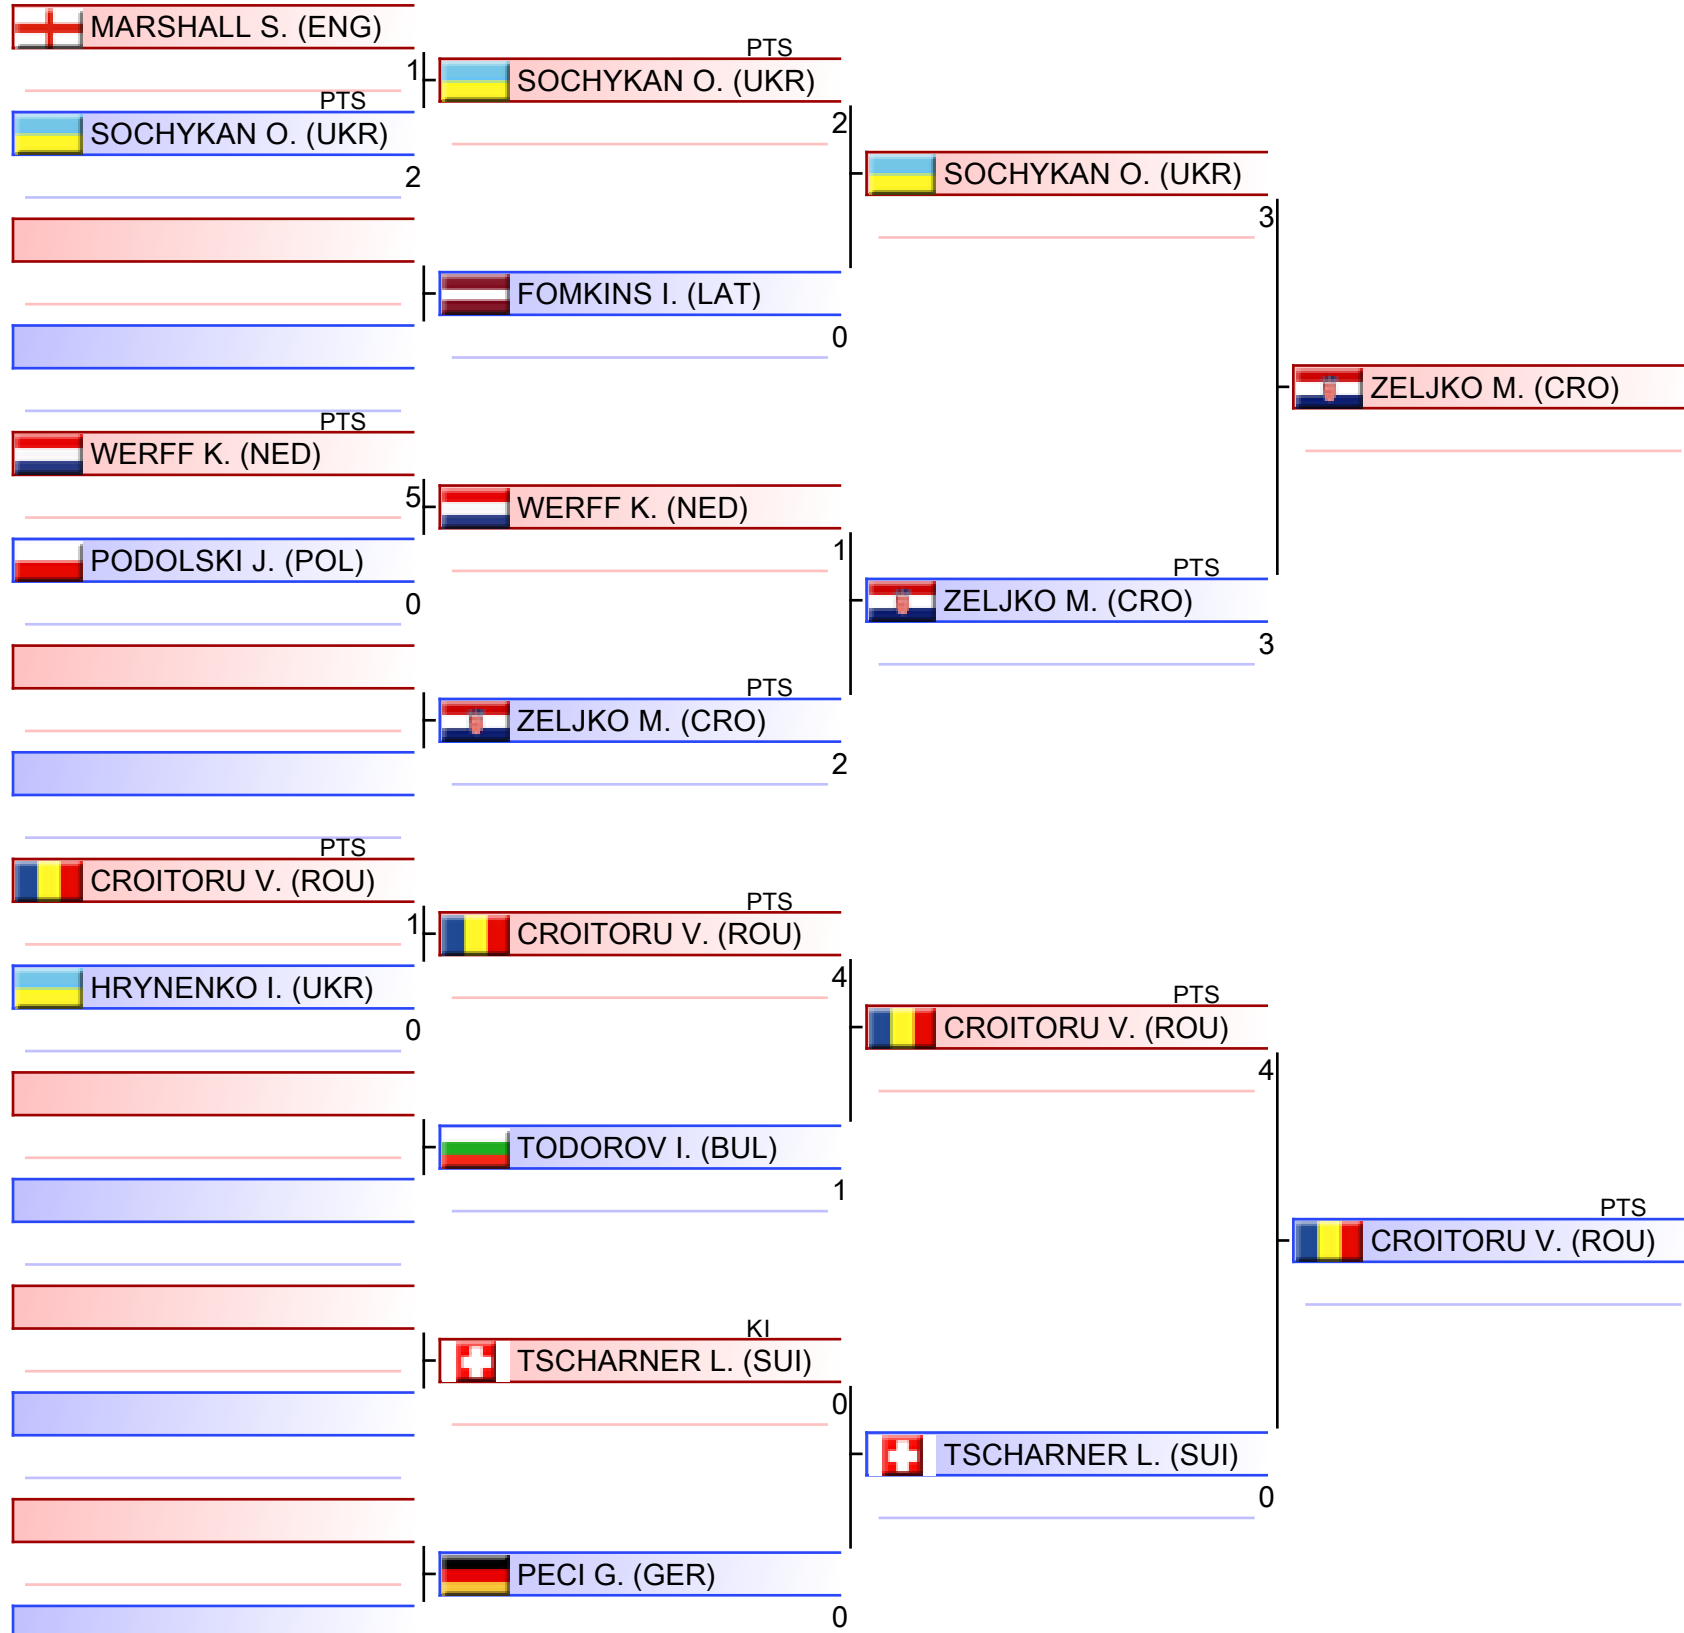 MARSHALL S. (ENG)
1
PTS
SOCHYKAN O. (UKR)
2
PTS
WERFF K. (NED)
5
PODOLSKI J. (POL)
0
PTS
CROITORU V. (ROU)
1
HRYNENKO I. (UKR)
0
PTS
SOCHYKAN O. (UKR)
2
FOMKINS I. (LAT)
0
WERFF K. (NED)
1
PTS
ZELJKO M. (CRO)
2
PTS
CROITORU V. (ROU)
4
TODOROV I. (BUL)
1
KI
TSCHARNER L. (SUI)
0
PECI G. (GER)
0
SOCHYKAN O. (UKR)
3
PTS
ZELJKO M. (CRO)
3
PTS
CROITORU V. (ROU)
4
TSCHARNER L. (SUI)
0
ZELJKO M. (CRO)
PTS
CROITORU V. (ROU)